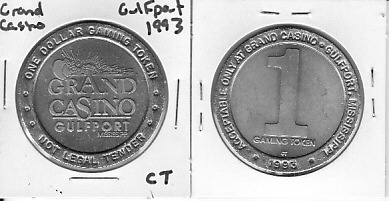 Grand
Casino
Gulfport
1993
ONE DOLLAR GAMING TOKEN
GRAND
CASINO
GULFPORT
MISSISSIPPI
NOT LEGAL TENDER
CT
ACCEPTABLE ONLY AT GRAND CASINO • GULFPORT, MISSISSIPPI
1
GAMING TOKEN
• 1993 •